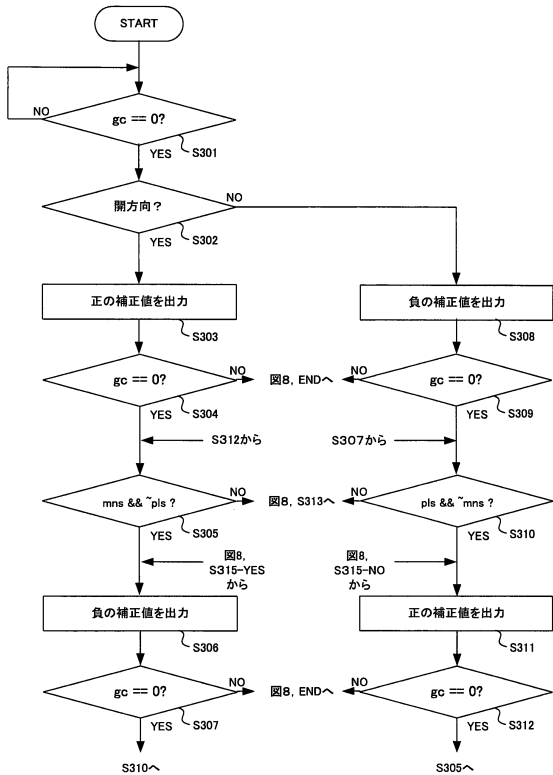 START
NO
gc == 0?
YES
S301
開方向？
NO
YES
S302
正の補正値を出力
S303
負の補正値を出力
S308
gc == 0?
NO
YES
S304
図8, ENDへ
NO
gc == 0?
YES
S309
S312から
S307から
mns && ~pls ?
NO
YES
S305
図8, S313へ
NO
pls && ~mns ?
YES
S310
図8,
S315-YES
から
図8,
S315-NO
から
負の補正値を出力
S306
正の補正値を出力
S311
gc == 0?
NO
YES
S307
図8, ENDへ
NO
gc == 0?
YES
S312
S310へ
S305へ